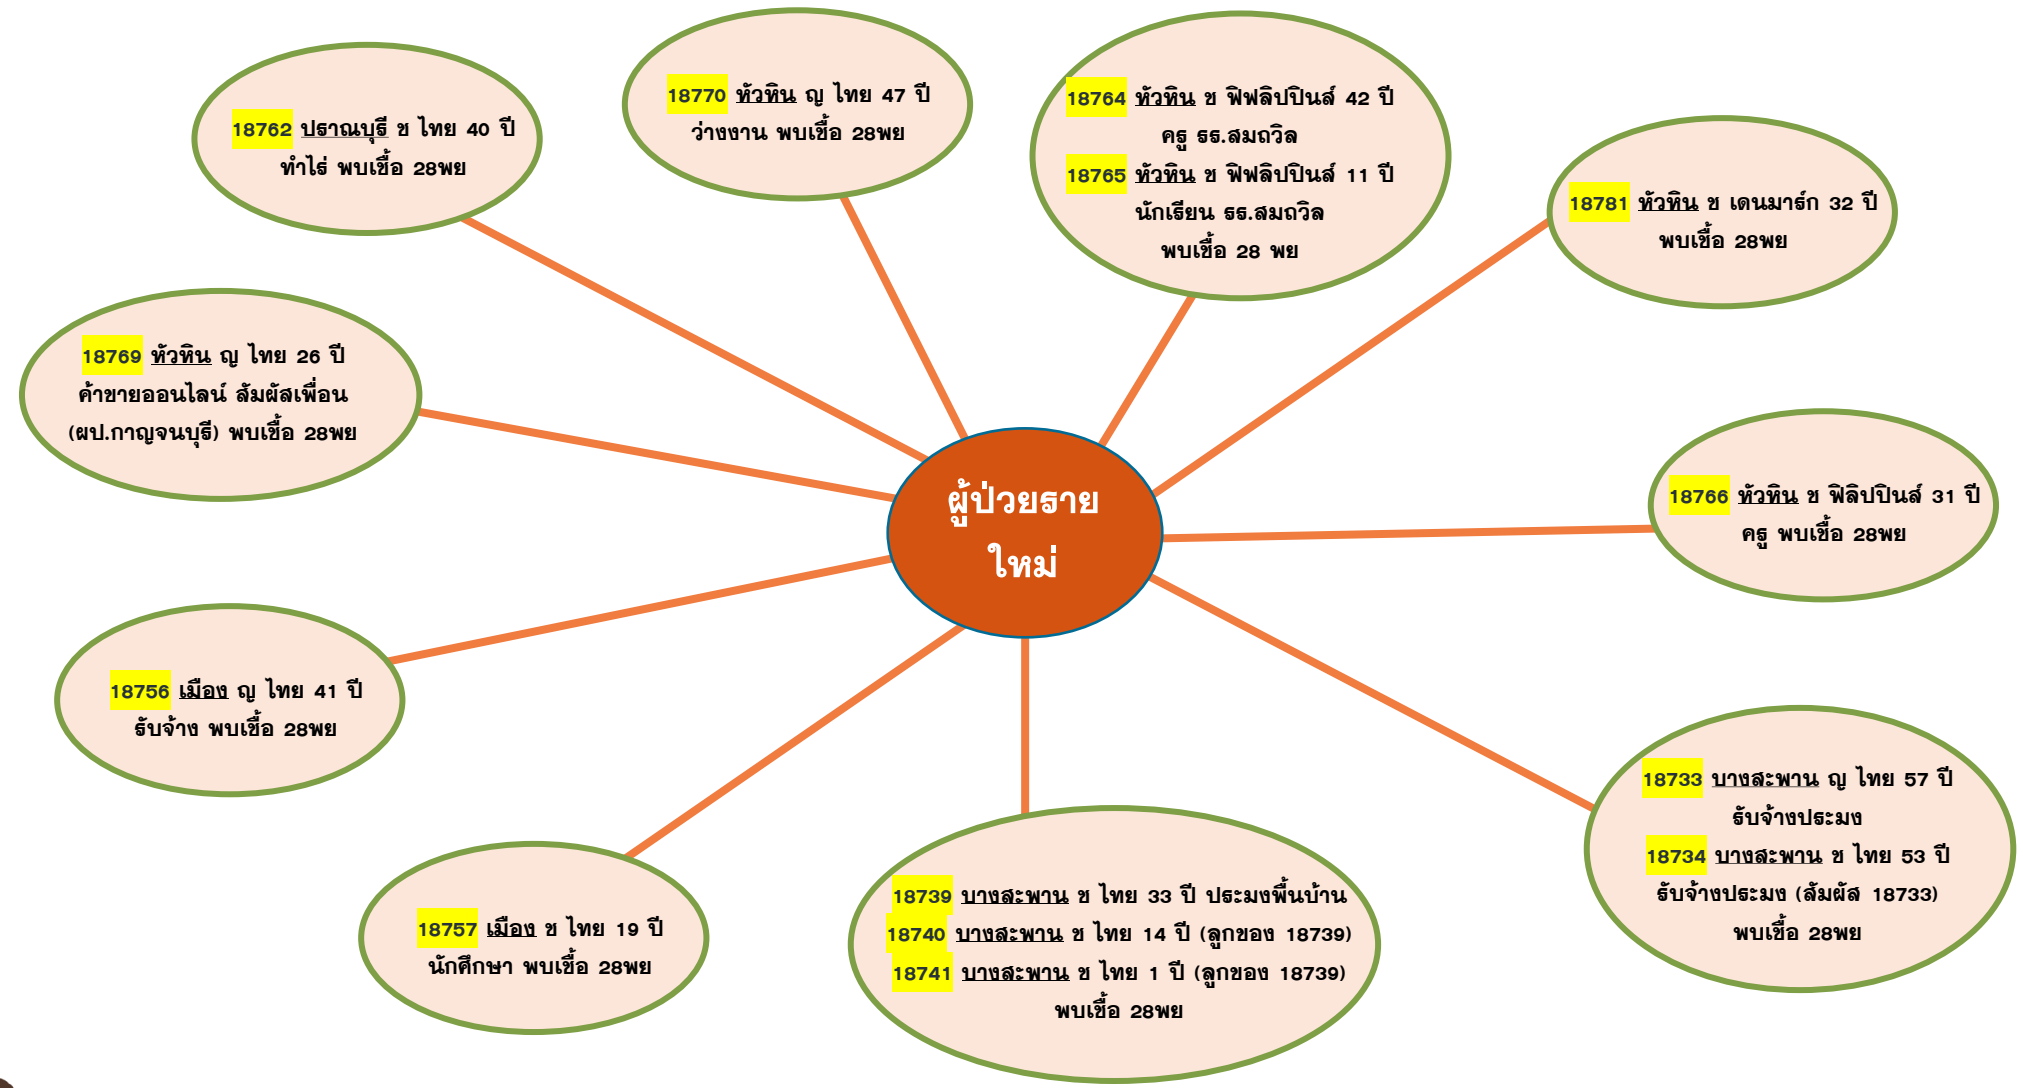 18762 ปราณบุรี ช ไทย 40 ปี
ทำไร่ พบเชื้อ 28พย
18770 หัวหิน ญ ไทย 47 ปี
ว่างงาน พบเชื้อ 28พย
18764 หัวหิน ช ฟิฟลิปปินส์ 42 ปี
ครู รร.สมถวิล
18765 หัวหิน ช ฟิฟลิปปินส์ 11 ปี
นักเรียน รร.สมถวิล
พบเชื้อ 28 พย
18781 หัวหิน ช เดนมาร์ก 32 ปี
พบเชื้อ 28พย
18769 หัวหิน ญ ไทย 26 ปี
ค้าขายออนไลน์ สัมผัสเพื่อน
(ผป.กาญจนบุรี) พบเชื้อ 28พย
ผู้ป่วยราย
ใหม่
18766 หัวหิน ช ฟิลิปปินส์ 31 ปี
ครู พบเชื้อ 28พย
18756 เมือง ญ ไทย 41 ปี
รับจ้าง พบเชื้อ 28พย
18757 เมือง ช ไทย 19 ปี
นักศึกษา พบเชื้อ 28พย
18739 บางสะพาน ช ไทย 33 ปี ประมงพื้นบ้าน
18740 บางสะพาน ช ไทย 14 ปี (ลูกของ 18739)
18741 บางสะพาน ช ไทย 1 ปี (ลูกของ 18739)
พบเชื้อ 28พย
18733 บางสะพาน ญ ไทย 57 ปี
รับจ้างประมง
18734 บางสะพาน ช ไทย 53 ปี
รับจ้างประมง (สัมผัส 18733)
พบเชื้อ 28พย